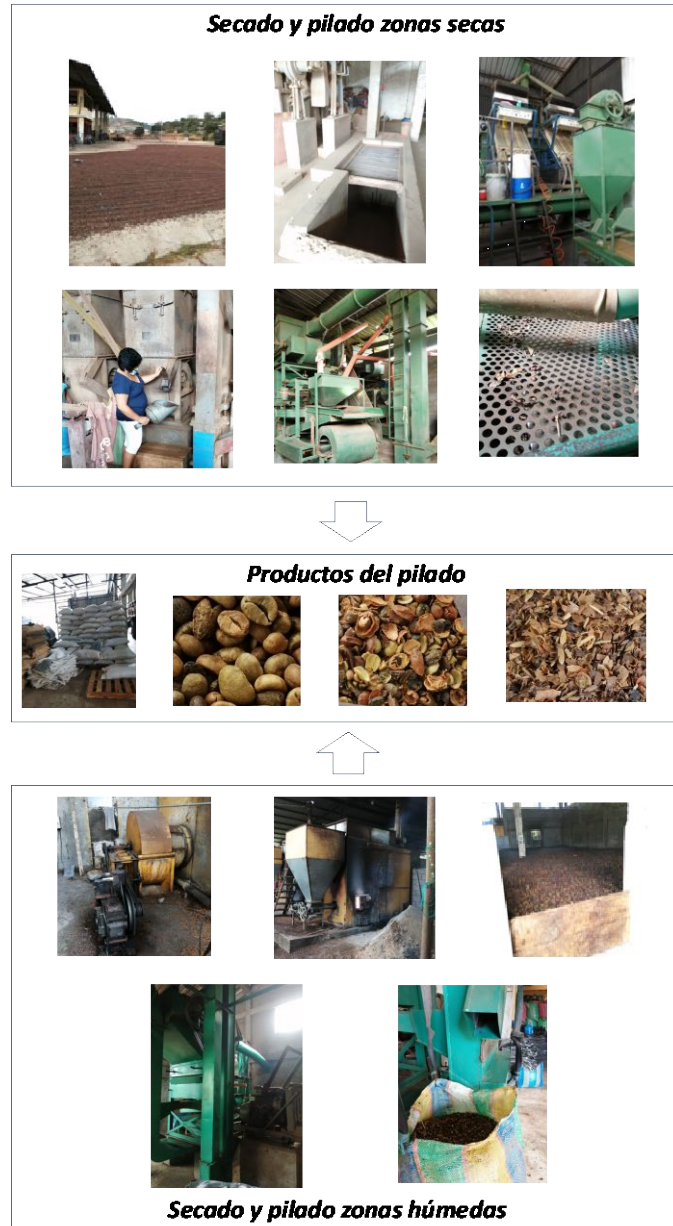 Secado y pilado zonas secas
Productos del pilado
Secado y pilado zonas húmedas